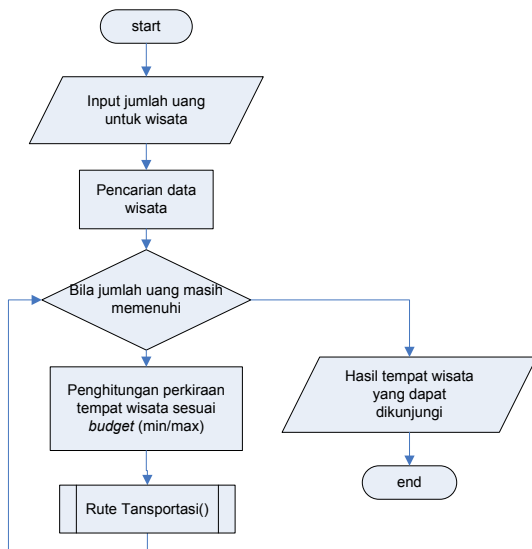 start
Input jumlah uang
untuk wisata
Pencarian data
wisata
Bila jumlah uang masih
memenuhi
Penghitungan perkiraan
tempat wisata sesuai
budget (min/max)
Rute Tansportasi()
Hasil tempat wisata
yang dapat
dikunjungi
end